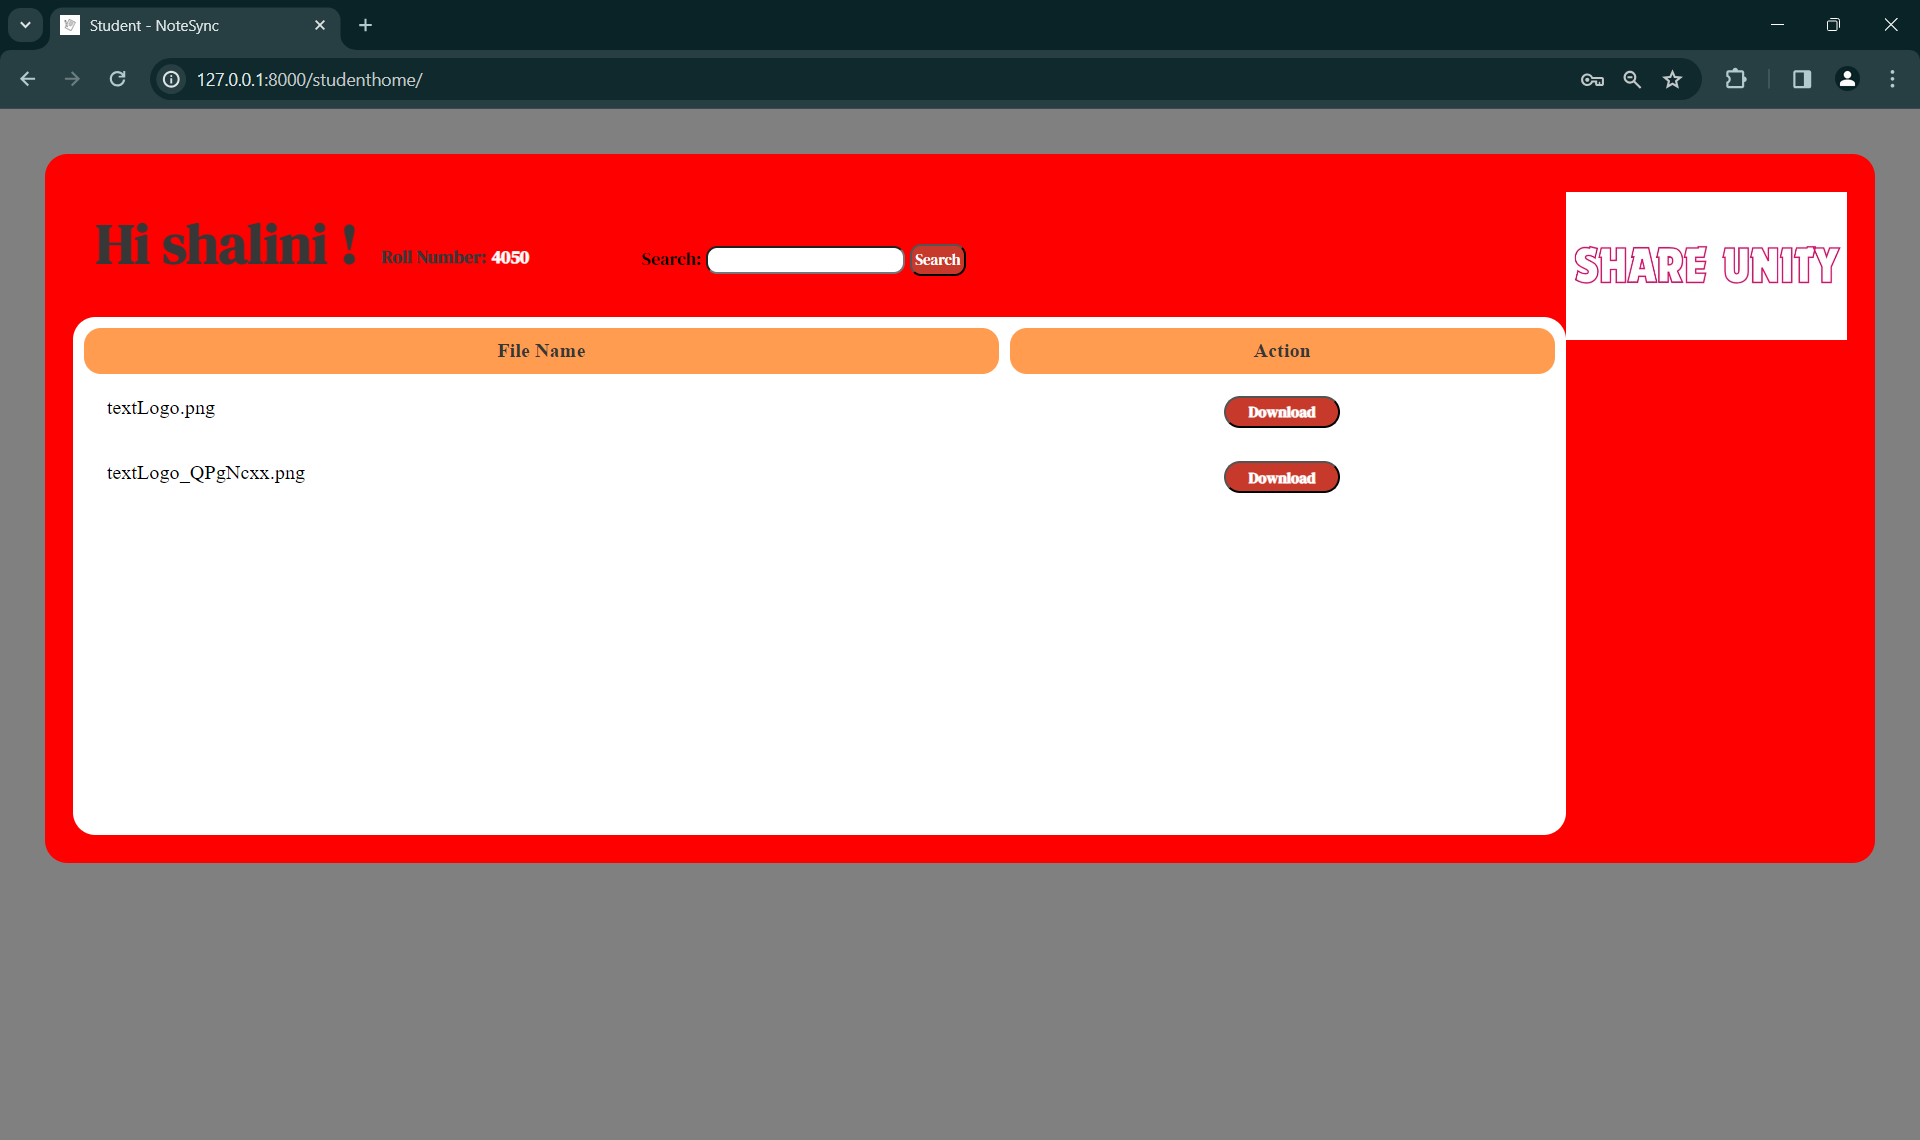 Student - NoteSync
127.0.0.1:8000/studenthome/
Hi shalini ! Roll Number: 4050 Search: Search
SHARE UNITY
File Name Action
textLogo.png Download
textLogo_QPgNcxx.png Download